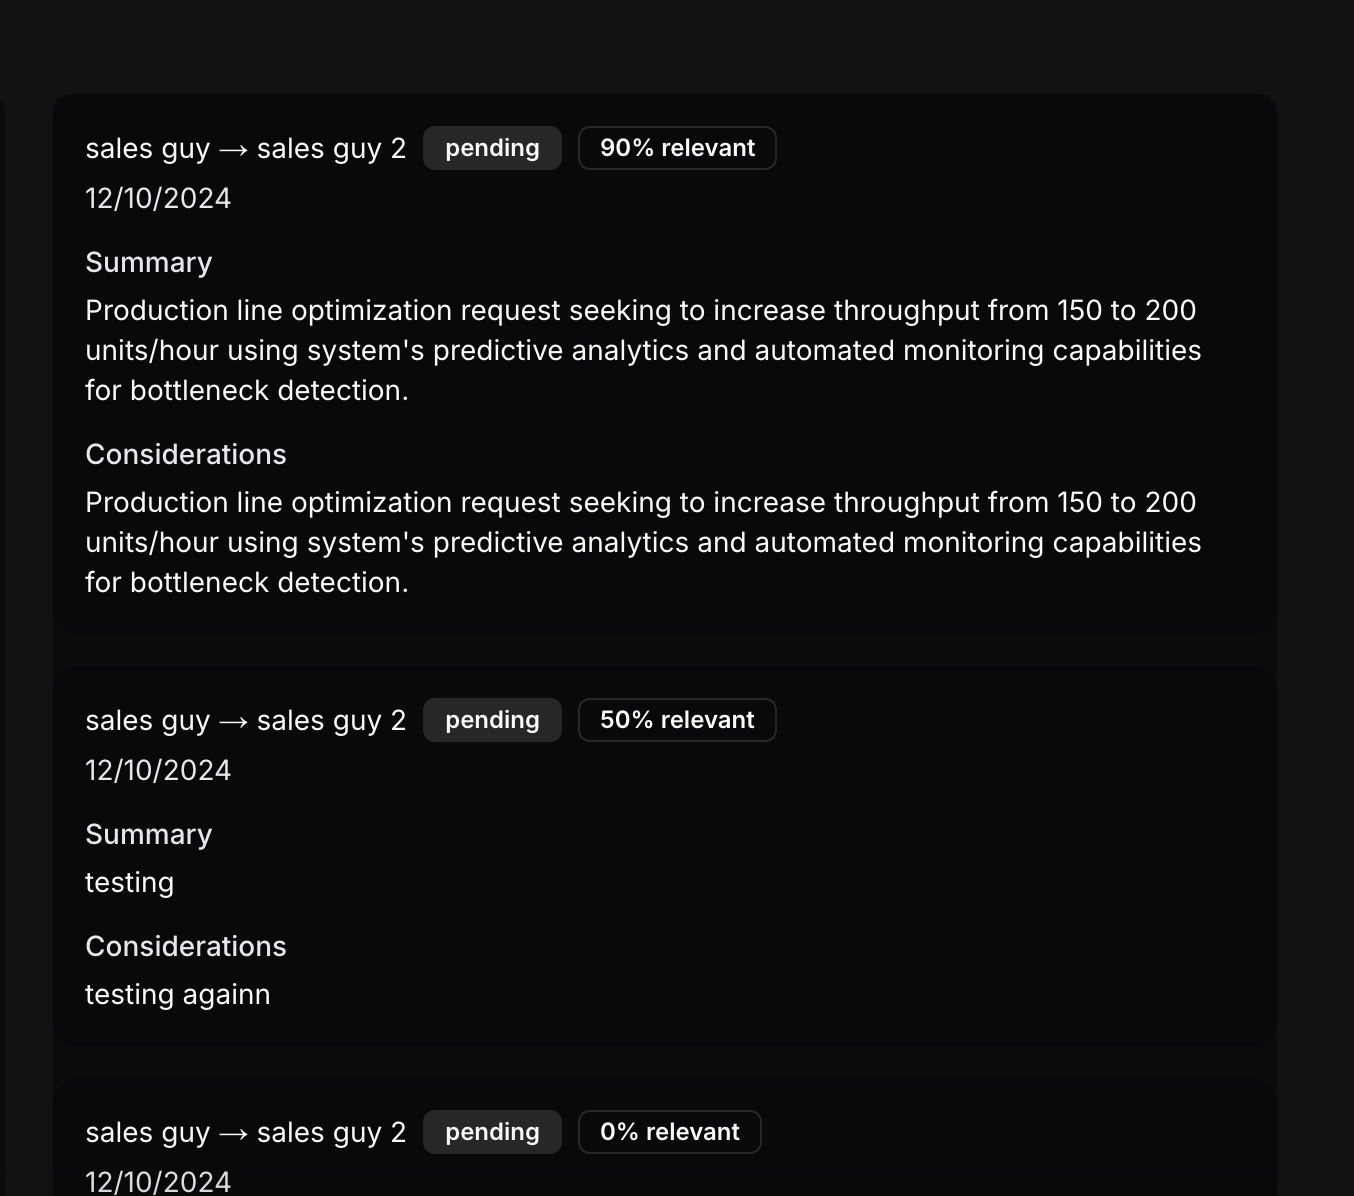 sales guy → sales guy 2 pending 90% relevant
12/10/2024
Summary
Production line optimization request seeking to increase throughput from 150 to 200
units/hour using system's predictive analytics and automated monitoring capabilities
for bottleneck detection.
Considerations
Production line optimization request seeking to increase throughput from 150 to 200
units/hour using system's predictive analytics and automated monitoring capabilities
for bottleneck detection.
sales guy → sales guy 2 pending 50% relevant
12/10/2024
Summary
testing
Considerations
testing againn
sales guy → sales guy 2 pending 0% relevant
12/10/2024